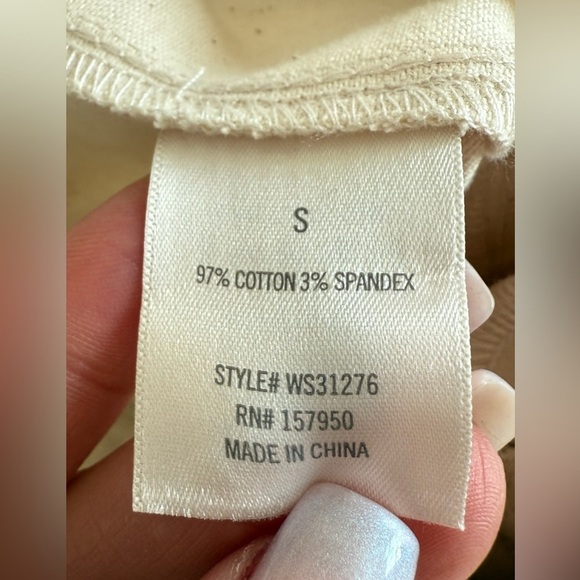 S
97% COTTON 3% SPANDEX
STYLE# WS31276
RN# 157950
MADE IN CHINA